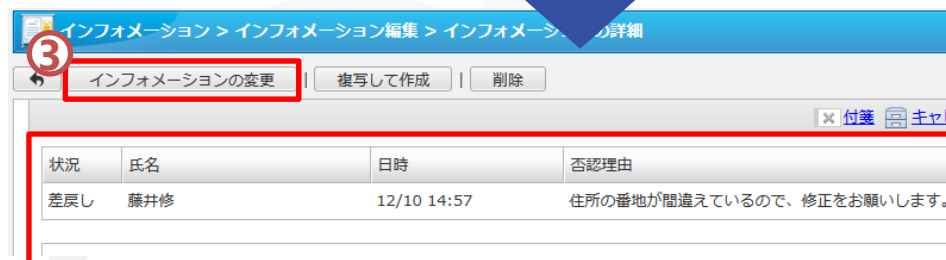 インフォメーション > インフォメーション編集 > インフォメーシ の詳細
③
インフォメーションの変更 | 複写して作成 | 削除
付箋 キャ
状況 氏名 日時 否認理由
差戻し 藤井修 12/10 14:57 住所の番地が間違えているので、修正をお願いします。